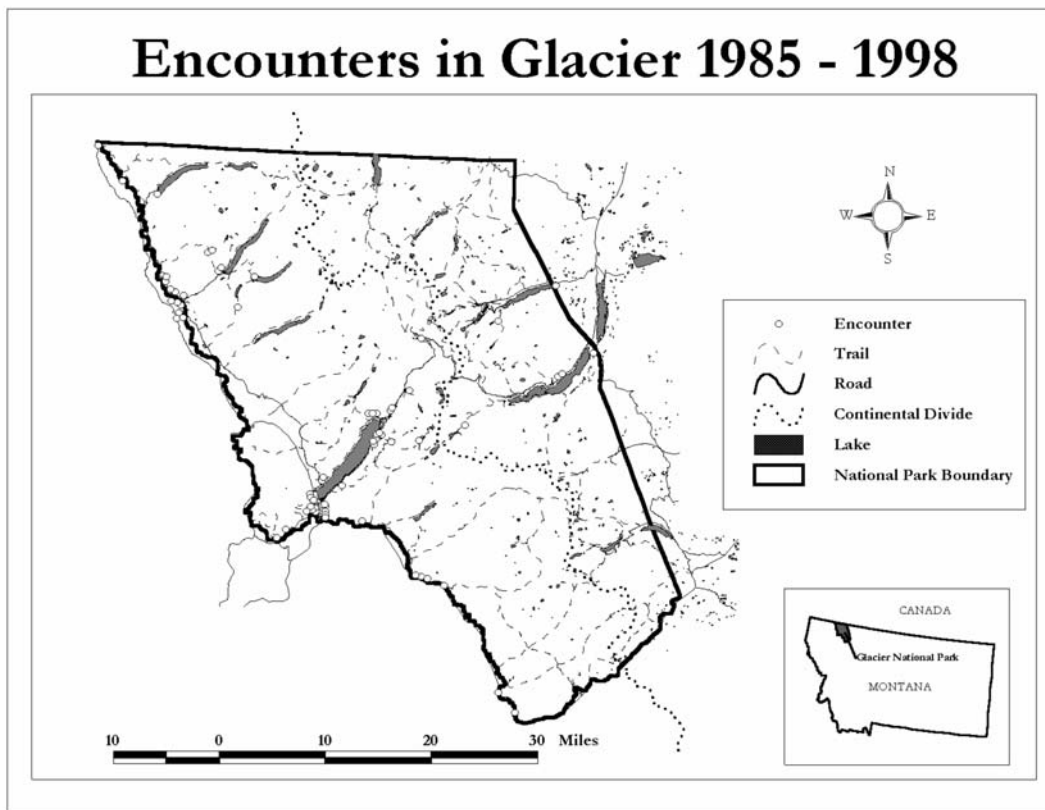 Encounters in Glacier 1985 - 1998
N
W
E
S
Encounter
Trail
Road
Continental Divide
Lake
National Park Boundary
CANADA
Glacier National Park
MONTANA
10 0 10 20 30 Miles